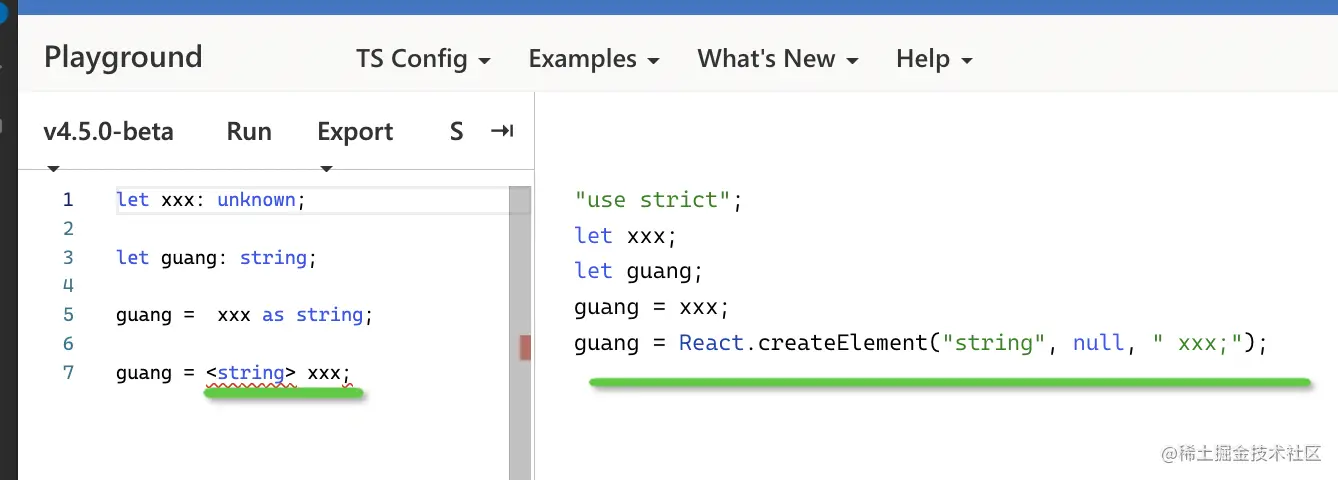 Playground TS Config Examples What's New Help
v4.5.0-beta Run Export S
1 let xxx: unknown;
2
3 let guang: string;
4
5 guang =  xxx as string;
6
7 guang = <string> xxx;
"use strict";
let xxx;
let guang;
guang = xxx;
guang = React.createElement("string", null, " xxx;");
@稀土掘金技术社区